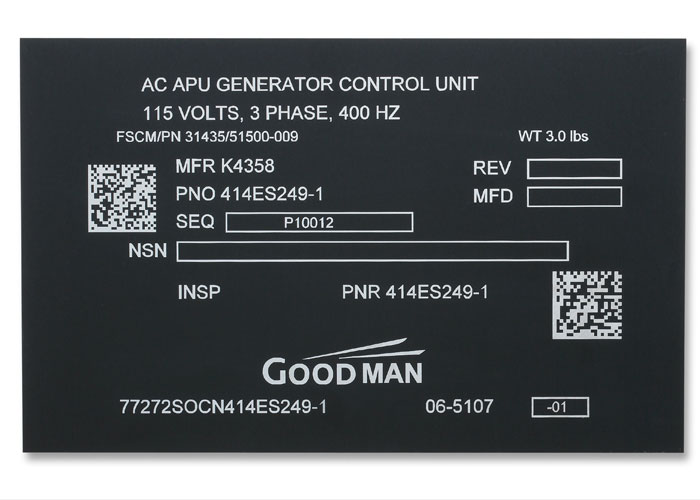 AC APU GENERATOR CONTROL UNIT
115 VOLTS, 3 PHASE, 400 HZ
FSCM/PN 31435/51500-009 WT 3.0 lbs
MFR K4358 REV
PNO 414ES249-1 MFD
SEQ P10012
NSN
INSP PNR 414ES249-1
GOODMAN
77272SOCN414ES249-1 06-5107 -01